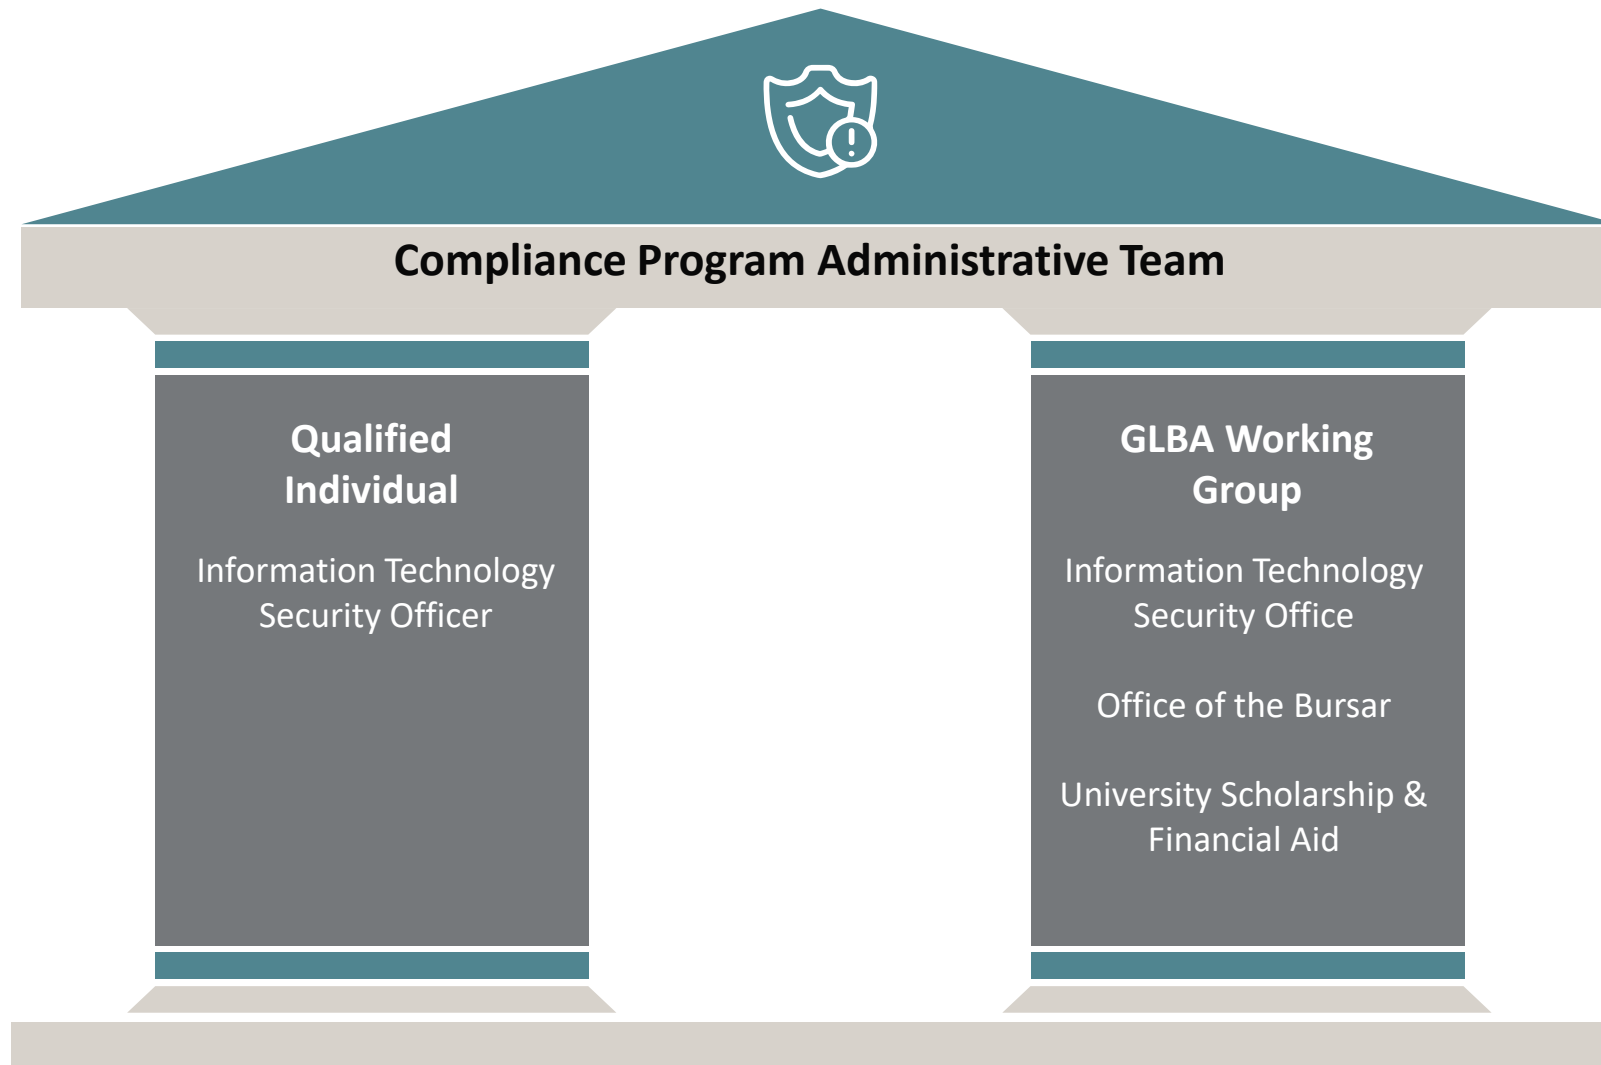 Compliance Program Administrative Team
Qualified
Individual
Information Technology
Security Officer
GLBA Working
Group
Information Technology
Security Office
Office of the Bursar
University Scholarship &
Financial Aid